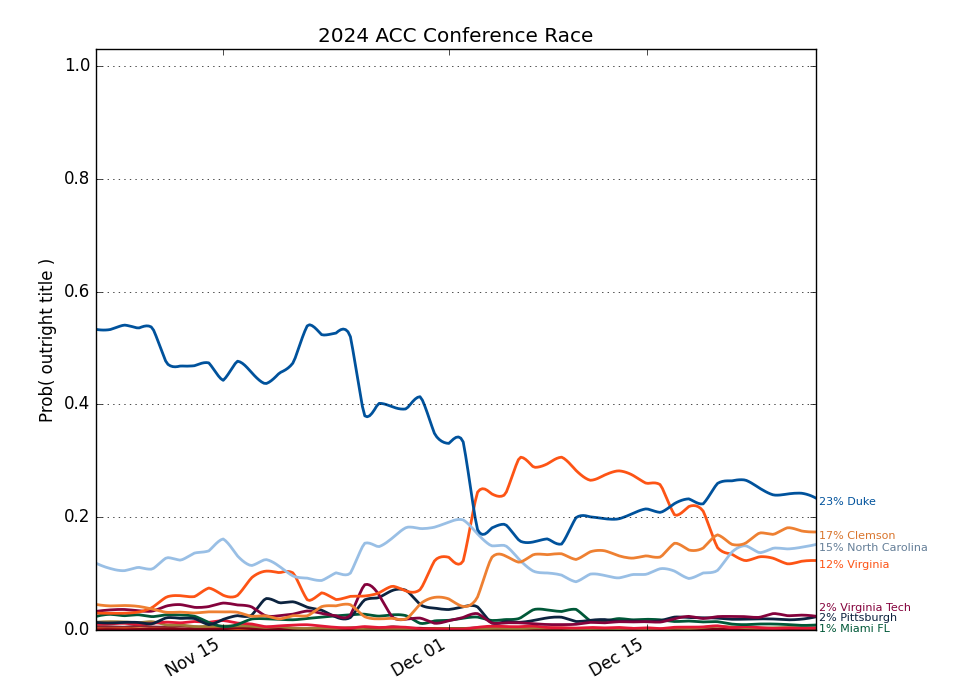 2024 ACC Conference Race
Prob( outright title )
1.0
0.8
0.6
0.4
0.2
0.0
Nov 15
Dec 01
Dec 15
23% Duke
17% Clemson
15% North Carolina
12% Virginia
2% Virginia Tech
2% Pittsburgh
1% Miami FL